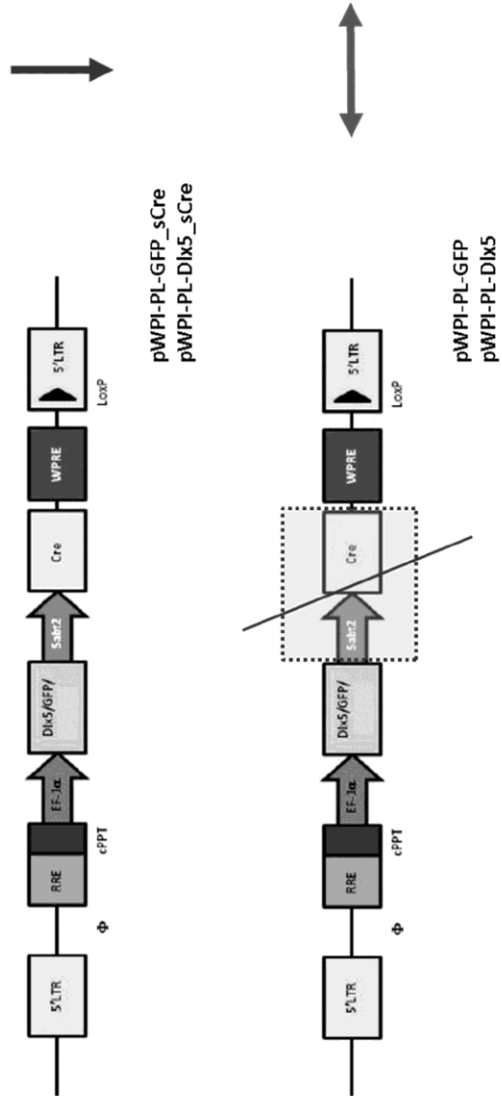 5'LTR
Φ
RRE
cPPT
EF-1α
Dlx5/GFP/
Satb2
Cre
WPRE
5'LTR
LoxP
pWPI-PL-GFP_sCre
pWPI-PL-Dlx5_sCre
5'LTR
Φ
RRE
cPPT
EF-1α
Dlx5/GFP/
Satb2
Cre
WPRE
5'LTR
LoxP
pWPI-PL-GFP
pWPI-PL-Dlx5